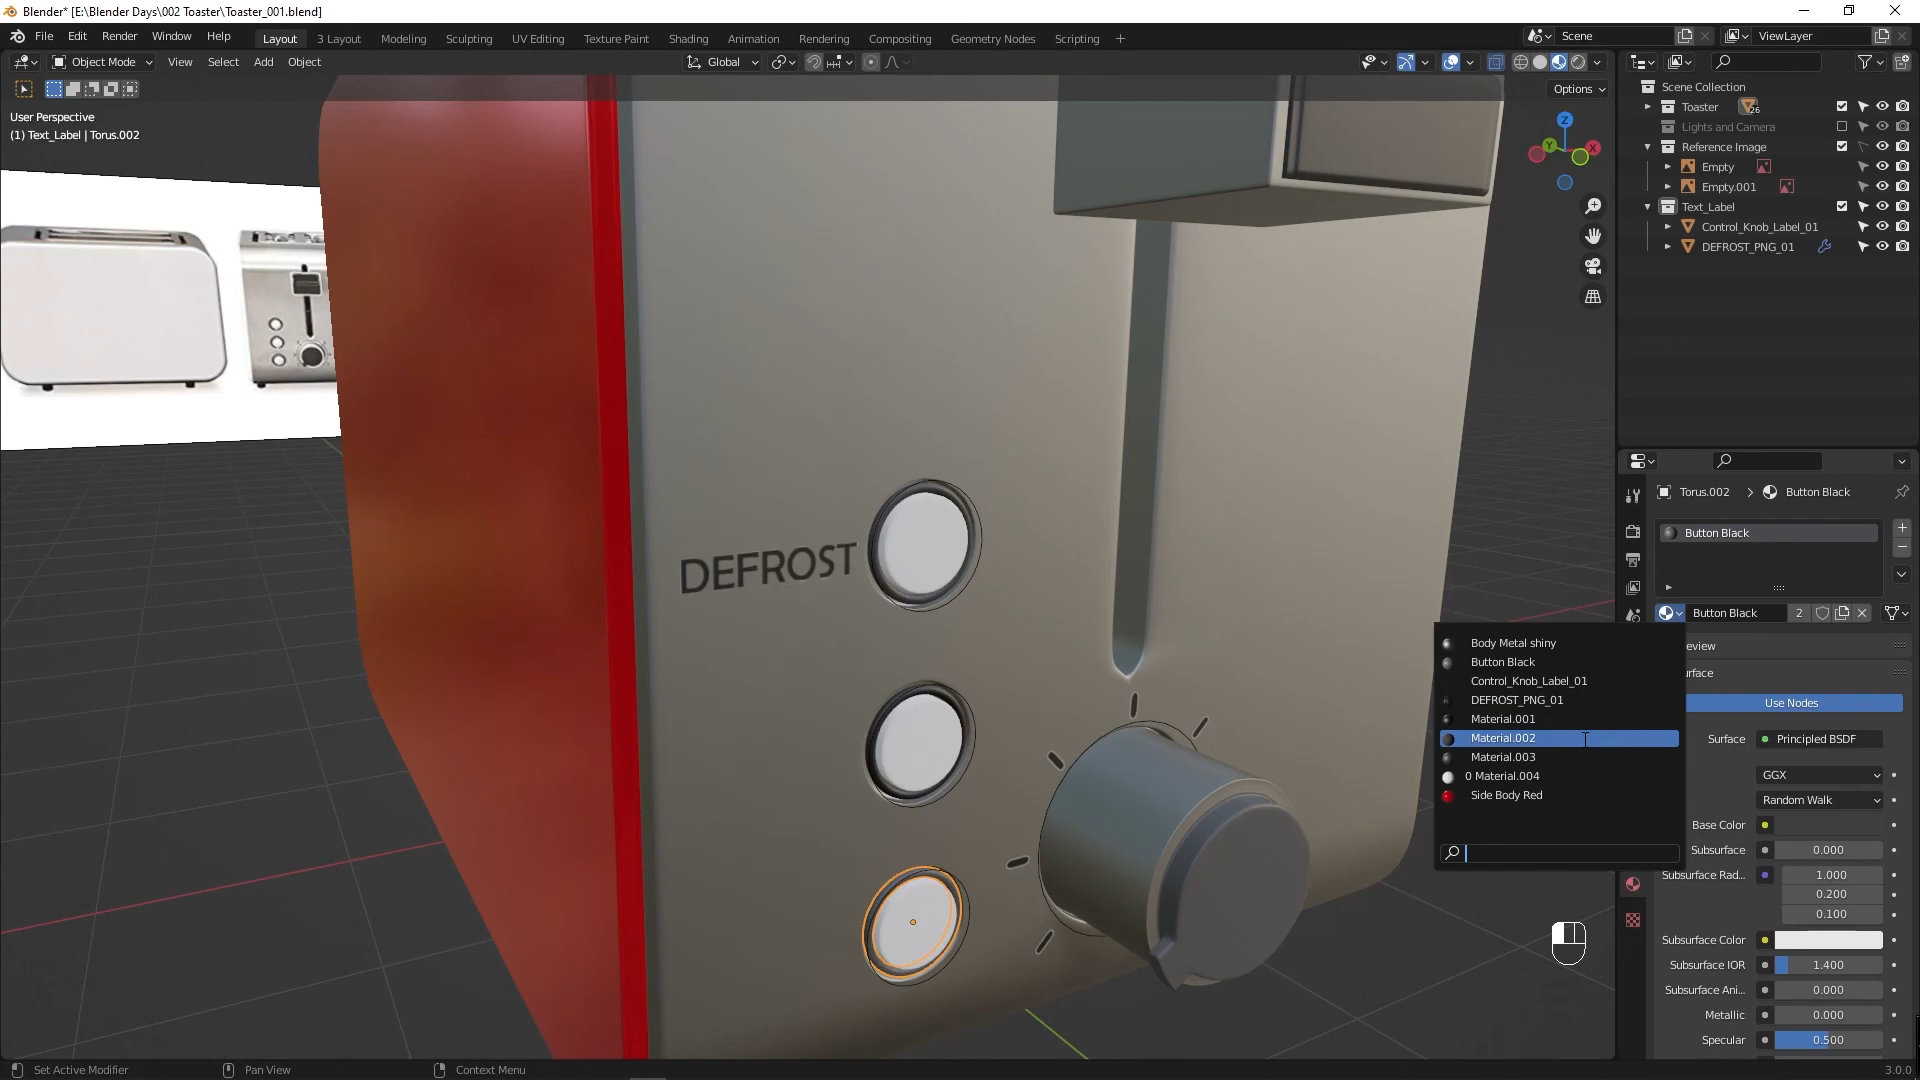 Blender* [E:\Blender Days\002 Toaster\Toaster_001.blend]
File Edit Render Window Help
Layout 3 Layout Modeling Sculpting UV Editing Texture Paint Shading Animation Rendering Compositing Geometry Nodes Scripting +
Scene ViewLayer
Object Mode View Select Add Object
Global
Options
User Perspective
(1) Text_Label | Torus.002
Z
Y
X
Scene Collection
Toaster 26
Lights and Camera
Reference Image
Empty
Empty.001
Text_Label
Control_Knob_Label_01
DEFROST_PNG_01
DEFROST
Torus.002 > Button Black
Button Black
Button Black 2
Body Metal shiny
Button Black
Control_Knob_Label_01
DEFROST_PNG_01
Material.001
Material.002
Material.003
0 Material.004
Side Body Red
eview
urface
Use Nodes
Surface Principled BSDF
GGX
Random Walk
Base Color
Subsurface 0.000
Subsurface Rad... 1.000
0.200
0.100
Subsurface Color
Subsurface IOR 1.400
Subsurface Ani... 0.000
Metallic 0.000
Specular 0.500
Set Active Modifier Pan View Context Menu 3.0.0